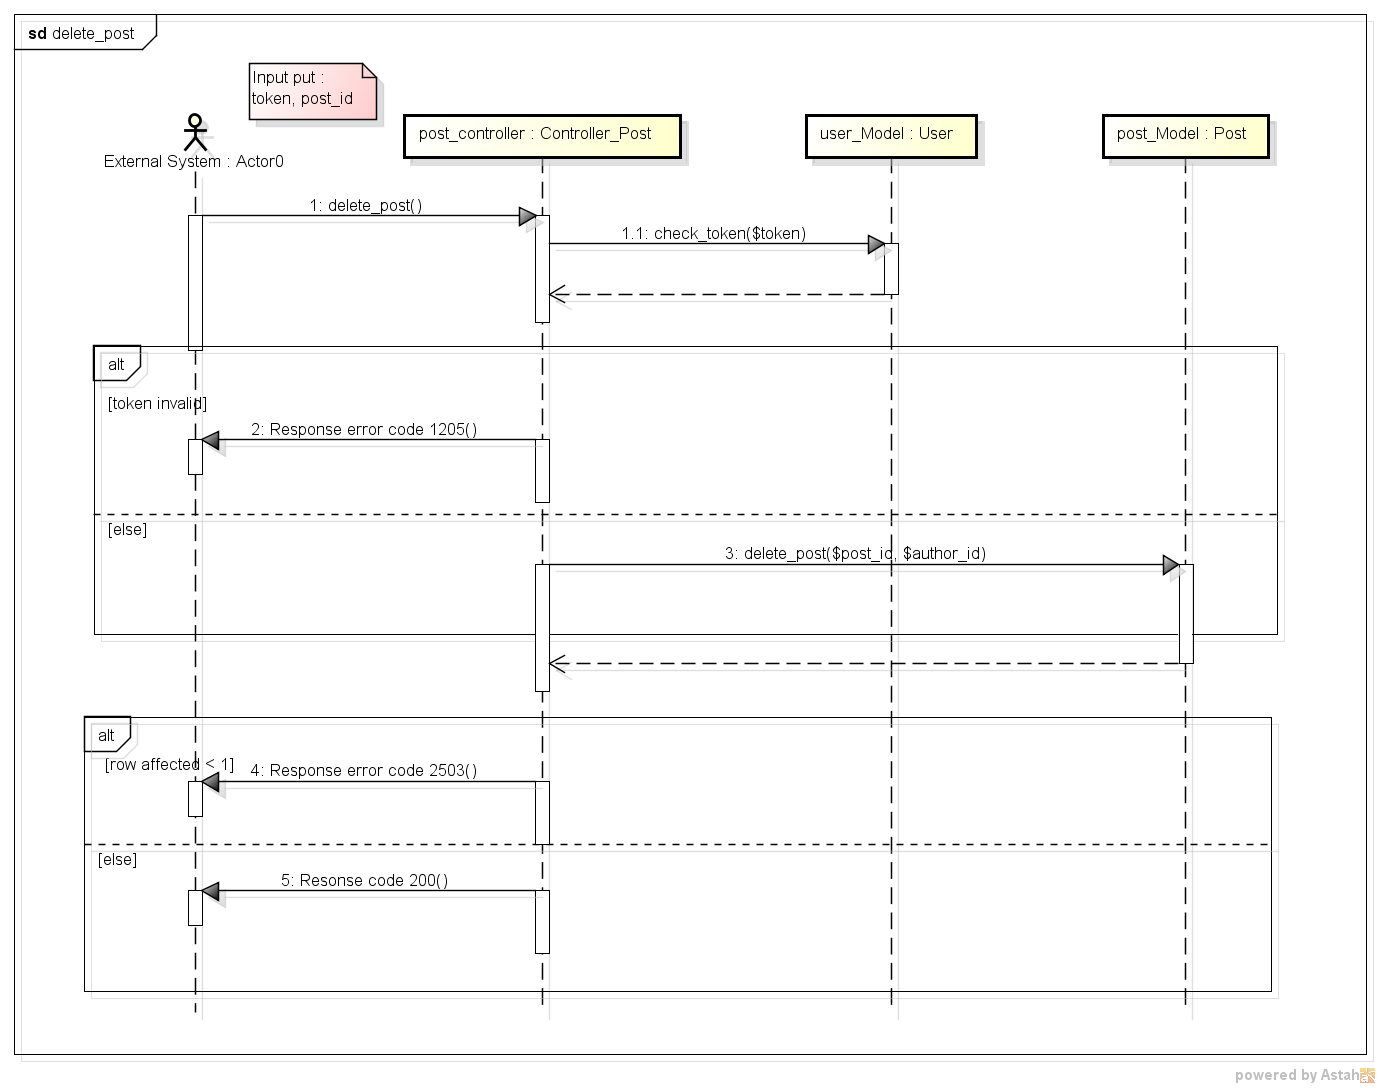 sd delete_post
Input put :
token, post_id
External System : Actor0
post_controller : Controller_Post
user_Model : User
post_Model : Post
1: delete_post()
1.1: check_token($token)
alt
[token invalid]
2: Response error code 1205()
[else]
3: delete_post($post_id, $author_id)
alt
[row affected < 1]
4: Response error code 2503()
[else]
5: Resonse code 200()
powered by Astah